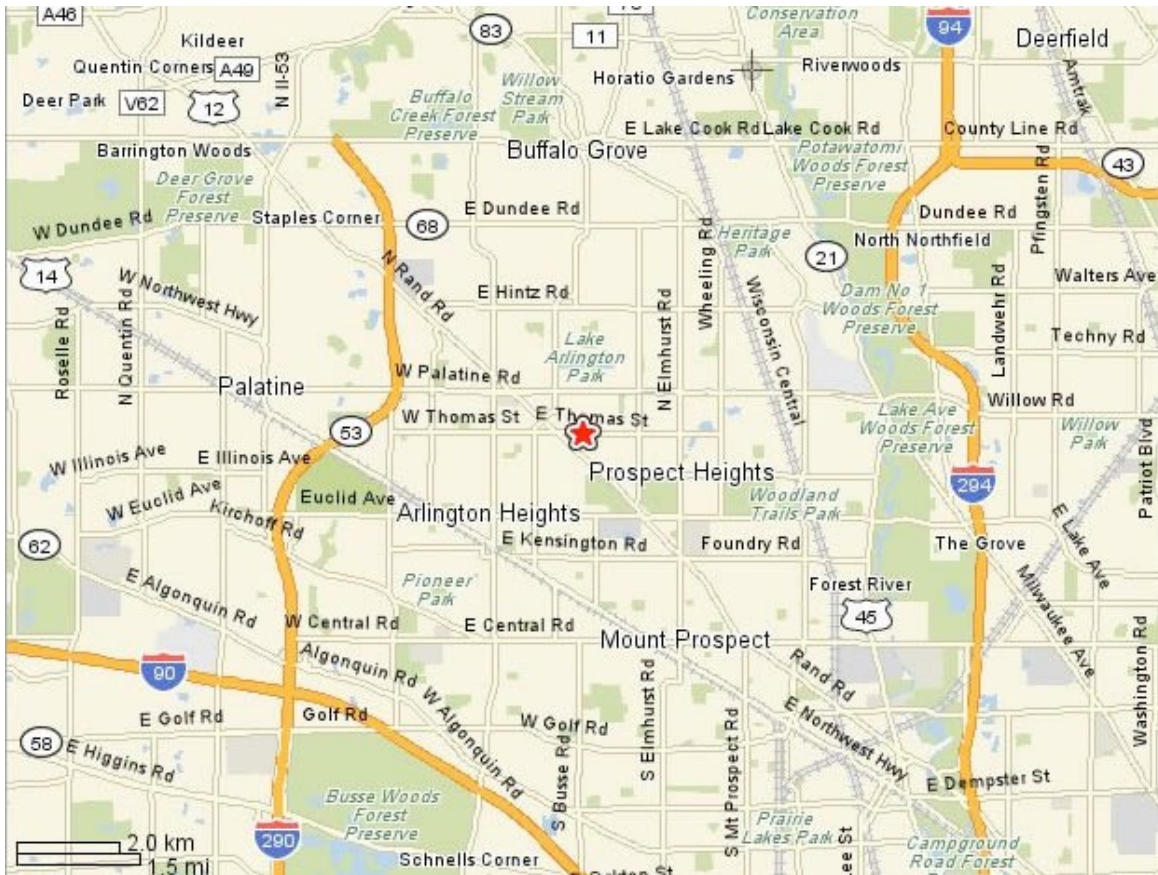 A46
83
11
Conservation
Area
94
Deerfield
Kildeer
Quentin Corners
A49
N Il-53
Horatio Gardens
Riverwoods
Amtrak
Deer Park
V62
12
Willow
Stream
Park
Buffalo
Creek Forest
Preserve
E Lake Cook Rd
Lake Cook Rd
County Line Rd
Barrington Woods
Buffalo Grove
Potawatomi
Woods Forest
Preserve
43
Deer Grove
Forest
Preserve
Pfingsten Rd
W Dundee Rd
Staples Corner
68
E Dundee Rd
Dundee Rd
Heritage
Park
North Northfield
21
14
N Rand Rd
Wheeling Rd
Wisconsin Central
Walters Ave
W Northwest Hwy
E Hintz Rd
Dam No 1
Woods Forest
Preserve
Landwehr Rd
Techny Rd
Roselle Rd
N Quentin Rd
N Elmhurst Rd
Lake
Arlington
Park
Palatine
W Palatine Rd
Willow Rd
W Thomas St
E Thomas St
Lake Ave
Woods Forest
Preserve
Willow
Park
53
Patriot Blvd
W Illinois Ave
E Illinois Ave
Prospect Heights
294
W Euclid Ave
Euclid Ave
Woodland
Trails Park
Kirchoff Rd
Arlington Heights
62
E Kensington Rd
Foundry Rd
The Grove
E Lake Ave
E Algonquin Rd
Pioneer
Park
Forest River
45
Milwaukee Ave
W Central Rd
E Central Rd
Mount Prospect
90
Algonquin Rd
W Algonquin Rd
Rand Rd
Washington Rd
E Golf Rd
Golf Rd
W Golf Rd
S Elmhurst Rd
E Northwest Hwy
58
E Higgins Rd
S Busse Rd
S Mt Prospect Rd
E Dempster St
Busse Woods
Forest
Preserve
Prairie
Lakes Park
290
2.0 km
1.5 mi
Schnells Corner
Lee St
Campground
Road Forest